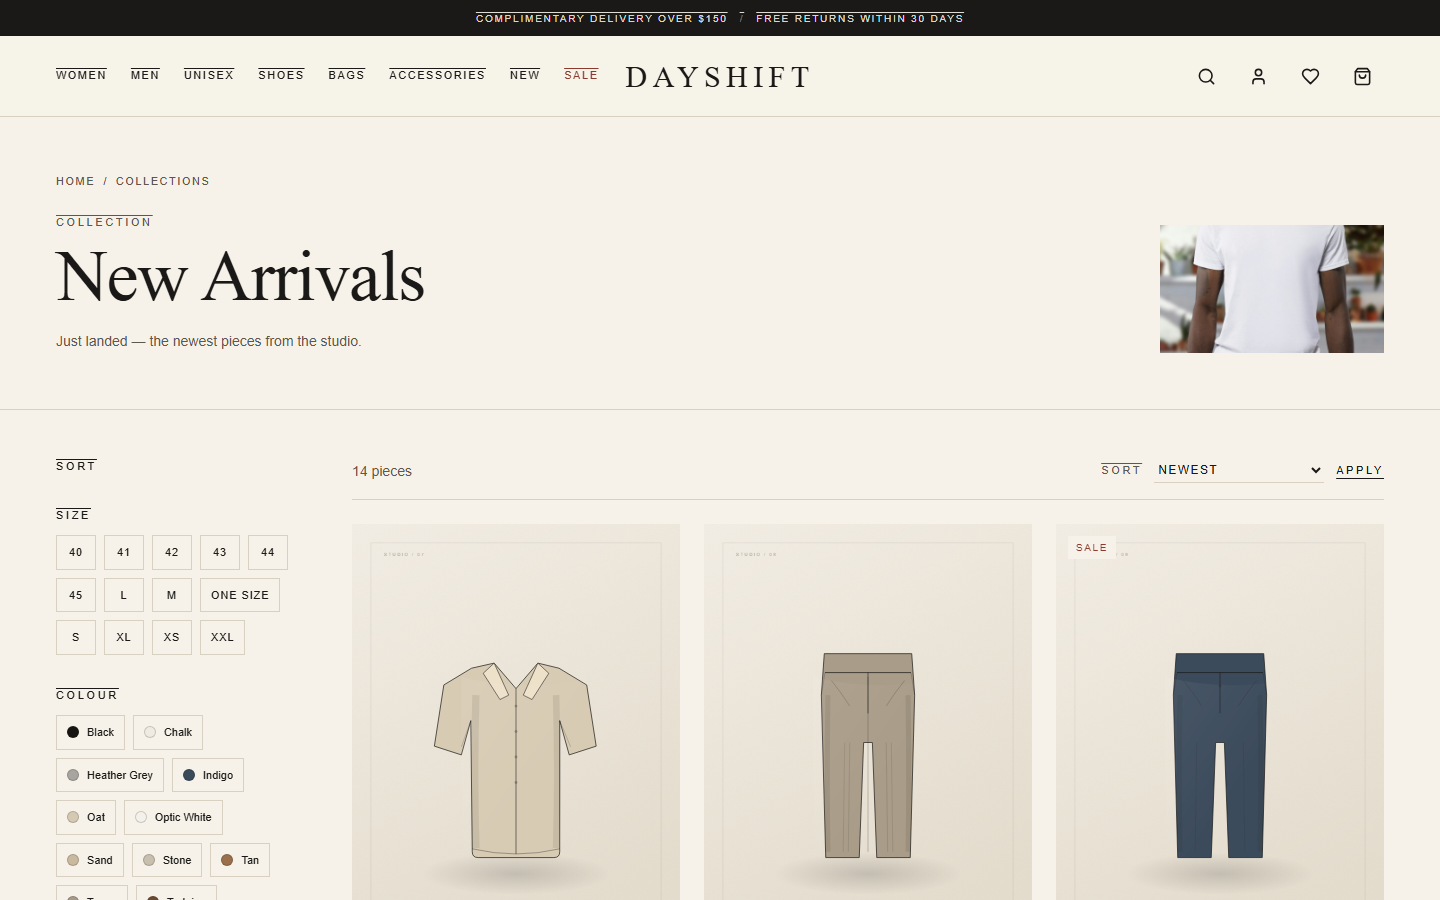 COMPLIMENTARY DELIVERY OVER $150 / FREE RETURNS WITHIN 30 DAYS
WOMEN MEN UNISEX SHOES BAGS ACCESSORIES NEW SALE DAYSHIFT
HOME / COLLECTIONS
COLLECTION
New Arrivals
Just landed — the newest pieces from the studio.
SORT
14 pieces SORT NEWEST APPLY
SIZE
40 41 42 43 44
45 L M ONE SIZE
S XL XS XXL
COLOUR
Black Chalk
Heather Grey Indigo
Oat Optic White
Sand Stone Tan
SALE